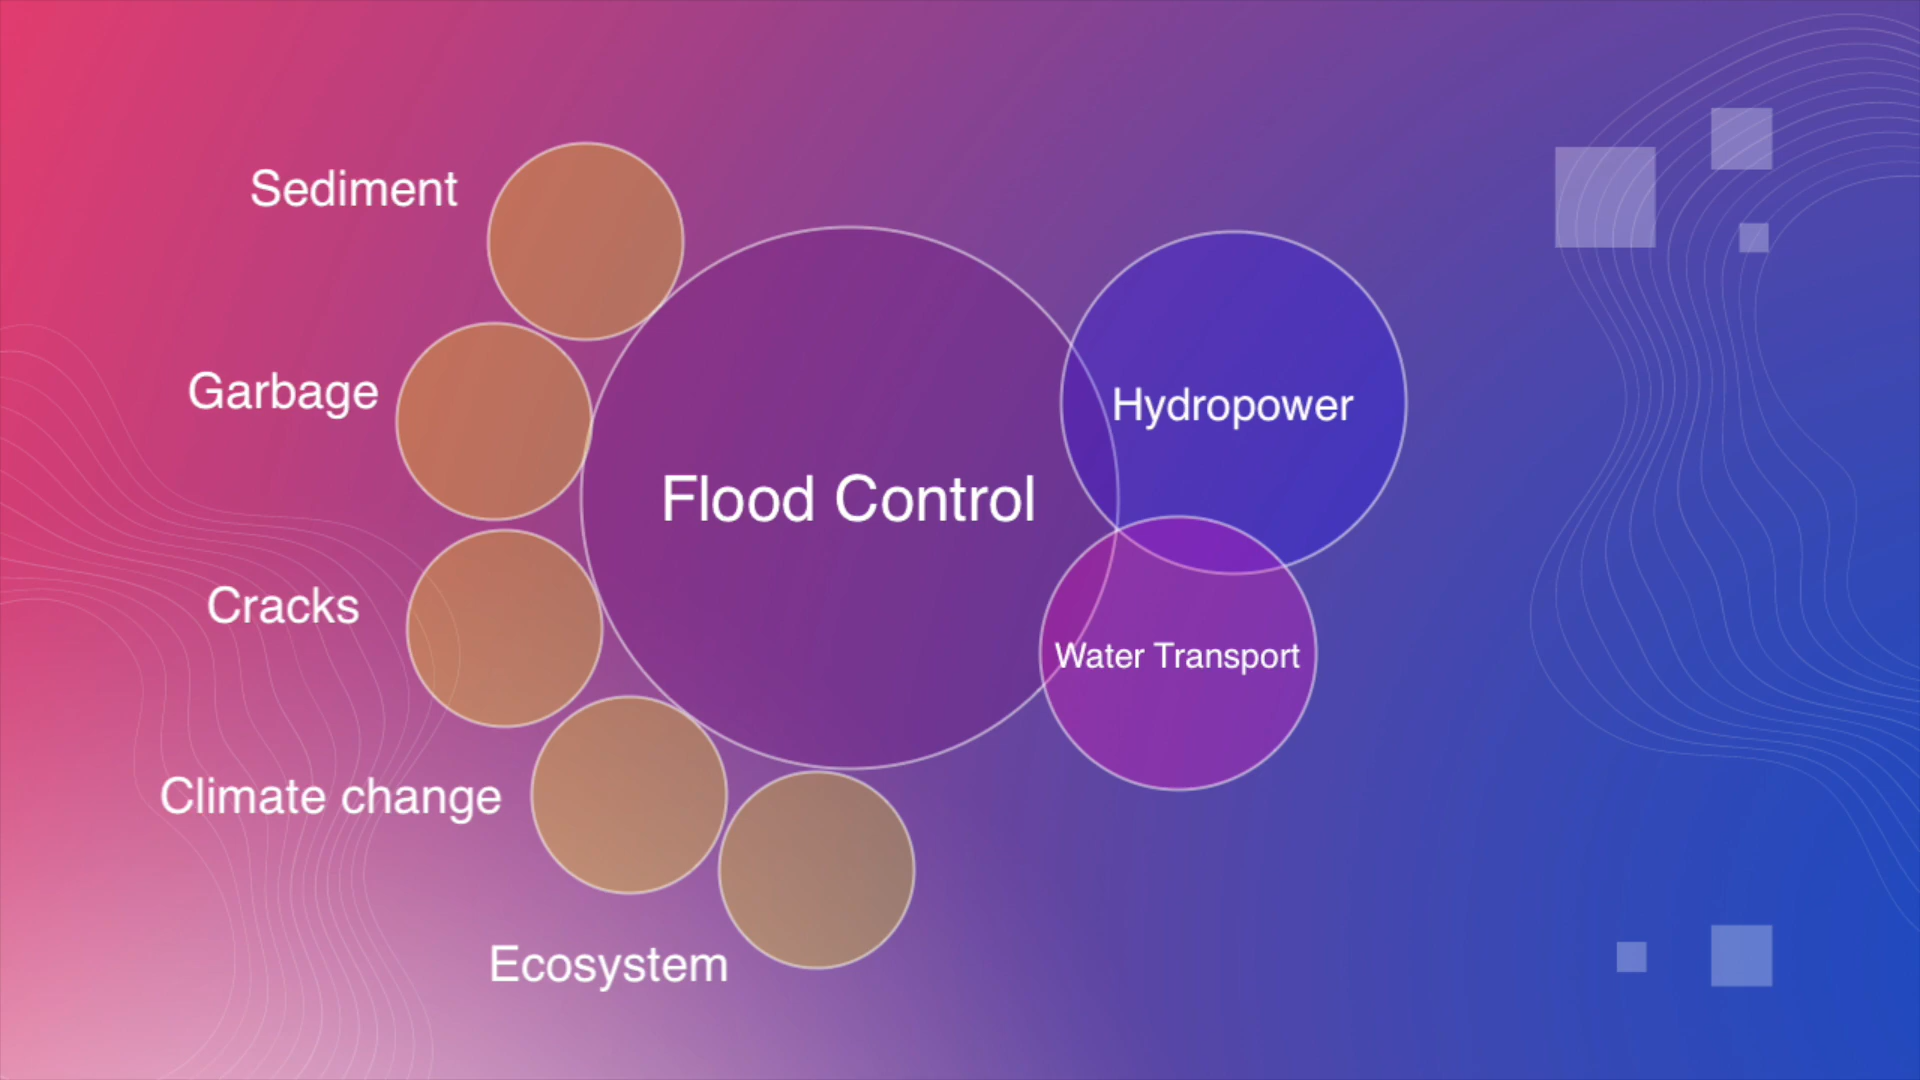 Sediment
Garbage
Hydropower
Flood Control
Cracks
Water Transport
Climate change
Ecosystem